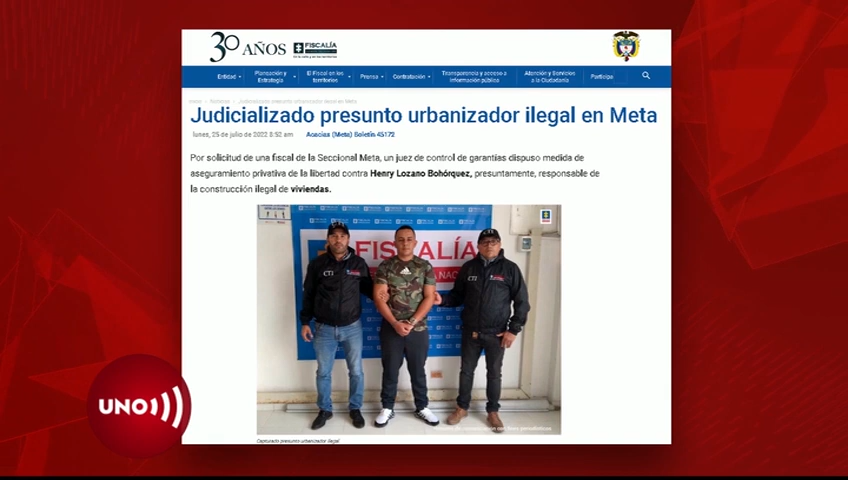 30 AÑOS
FISCALÍA
Entidad
Planeación y
Estrategia
El Fiscal en los
territorios
Prensa
Contratación
Transparencia y acceso a
información pública
Atención y Servicios
a la Ciudadanía
Participa
Judicializado presunto urbanizador ilegal en Meta
lunes, 25 de julio de 2022 8:52 am Acacías (Meta) Boletín 45172
Por solicitud de una fiscal de la Seccional Meta, un juez de control de garantías dispuso medida de
aseguramiento privativa de la libertad contra Henry Lozano Bohórquez, presuntamente, responsable de
la construcción ilegal de viviendas.
FISCALÍA
CTI
CTI
adidas
UNO
Capturado presunto urbanizador ilegal